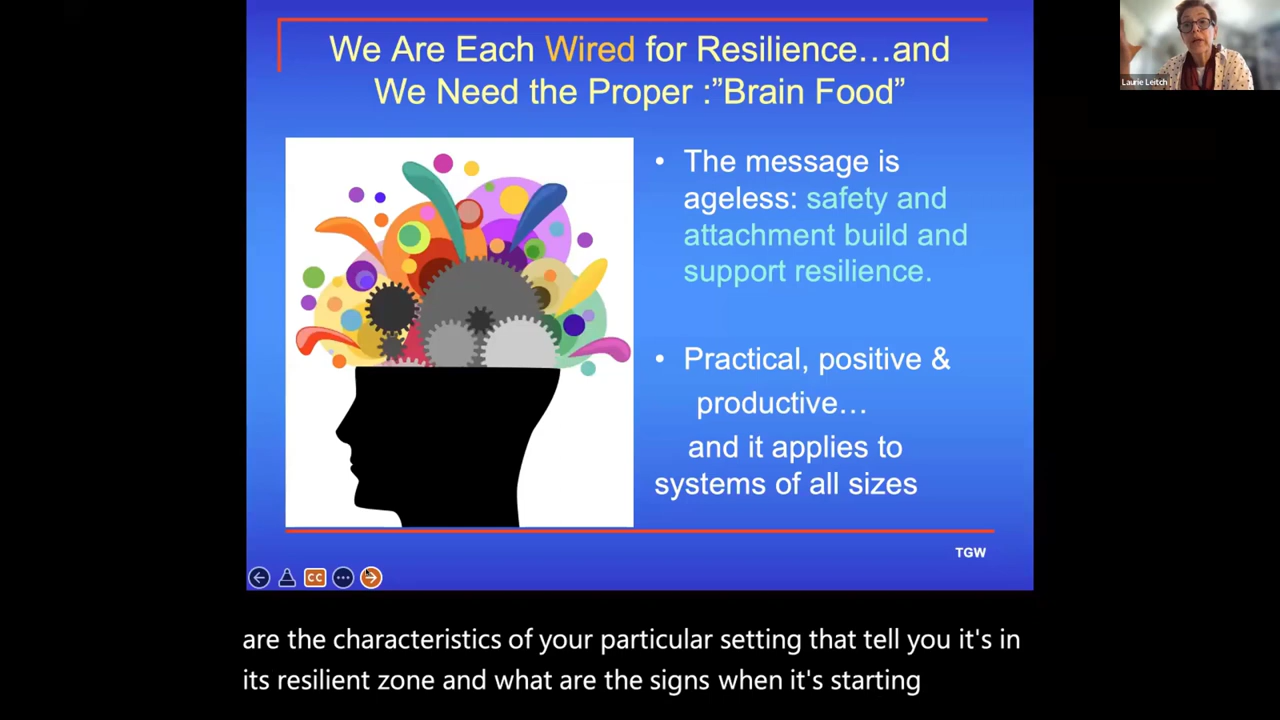 We Are Each Wired for Resilience…and
We Need the Proper :”Brain Food”
Laurie Leitch
• The message is
ageless: safety and
attachment build and
support resilience.
• Practical, positive &
productive…
and it applies to
systems of all sizes
TGW
CC
are the characteristics of your particular setting that tell you it's in
its resilient zone and what are the signs when it's starting